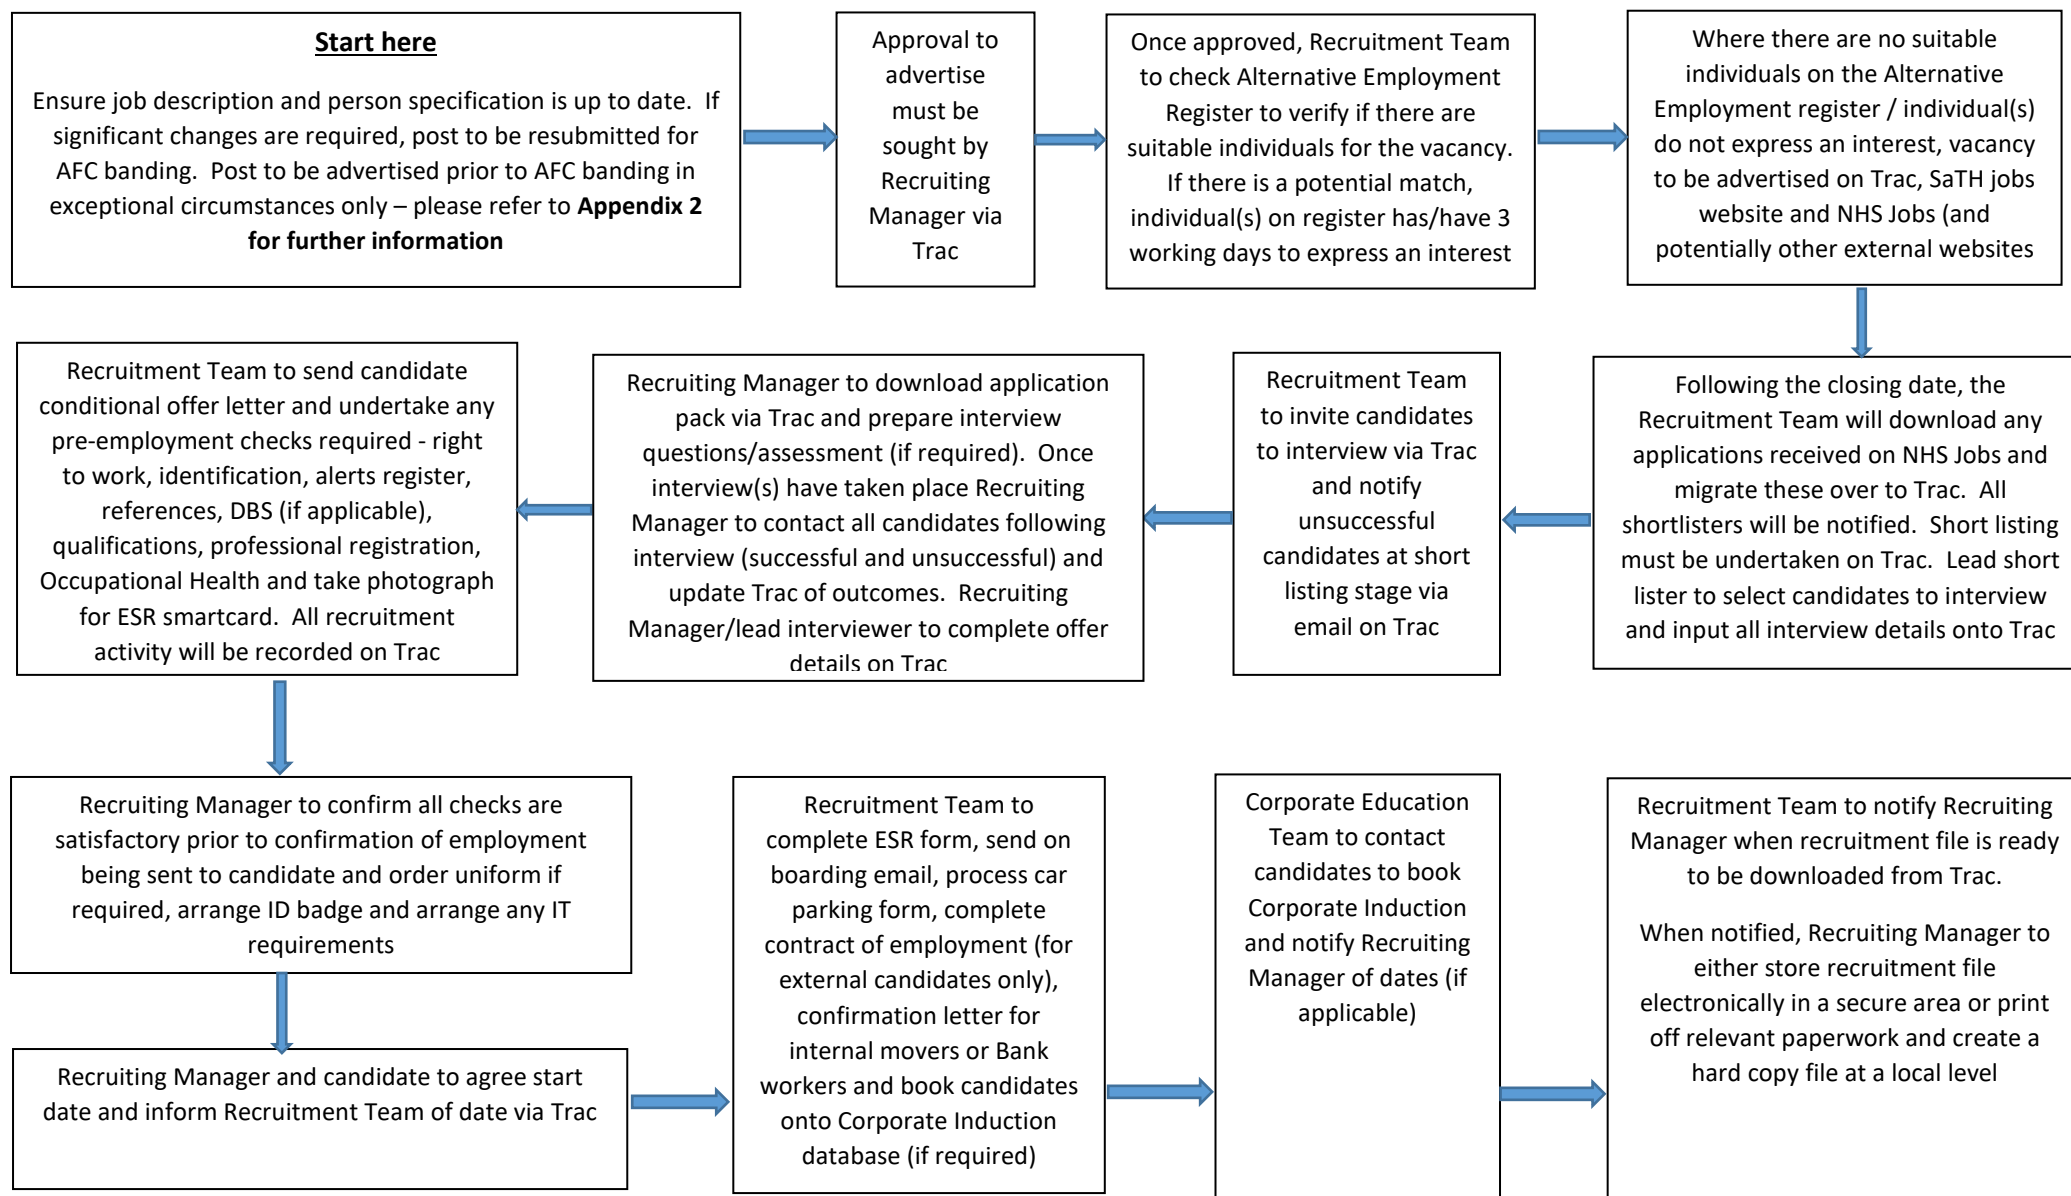 Start here
Ensure job description and person specification is up to date.  If
significant changes are required, post to be resubmitted for
AFC banding.  Post to be advertised prior to AFC banding in
exceptional circumstances only – please refer to Appendix 2
for further information
Approval to
advertise
must be
sought by
Recruiting
Manager via
Trac
Once approved, Recruitment Team
to check Alternative Employment
Register to verify if there are
suitable individuals for the vacancy.
If there is a potential match,
individual(s) on register has/have 3
working days to express an interest
Where there are no suitable
individuals on the Alternative
Employment register / individual(s)
do not express an interest, vacancy
to be advertised on Trac, SaTH jobs
website and NHS Jobs (and
potentially other external websites
Following the closing date, the
Recruitment Team will download any
applications received on NHS Jobs and
migrate these over to Trac.  All
shortlisters will be notified.  Short listing
must be undertaken on Trac.  Lead short
lister to select candidates to interview
and input all interview details onto Trac
Recruitment Team
to invite candidates
to interview via Trac
and notify
unsuccessful
candidates at short
listing stage via
email on Trac
Recruiting Manager to download application
pack via Trac and prepare interview
questions/assessment (if required).  Once
interview(s) have taken place Recruiting
Manager to contact all candidates following
interview (successful and unsuccessful) and
update Trac of outcomes.  Recruiting
Manager/lead interviewer to complete offer
details on Trac
Recruitment Team to send candidate
conditional offer letter and undertake any
pre-employment checks required - right
to work, identification, alerts register,
references, DBS (if applicable),
qualifications, professional registration,
Occupational Health and take photograph
for ESR smartcard.  All recruitment
activity will be recorded on Trac
Recruiting Manager to confirm all checks are
satisfactory prior to confirmation of employment
being sent to candidate and order uniform if
required, arrange ID badge and arrange any IT
requirements
Recruiting Manager and candidate to agree start
date and inform Recruitment Team of date via Trac
Recruitment Team to
complete ESR form, send on
boarding email, process car
parking form, complete
contract of employment (for
external candidates only),
confirmation letter for
internal movers or Bank
workers and book candidates
onto Corporate Induction
database (if required)
Corporate Education
Team to contact
candidates to book
Corporate Induction
and notify Recruiting
Manager of dates (if
applicable)
Recruitment Team to notify Recruiting
Manager when recruitment file is ready
to be downloaded from Trac.
When notified, Recruiting Manager to
either store recruitment file
electronically in a secure area or print
off relevant paperwork and create a
hard copy file at a local level